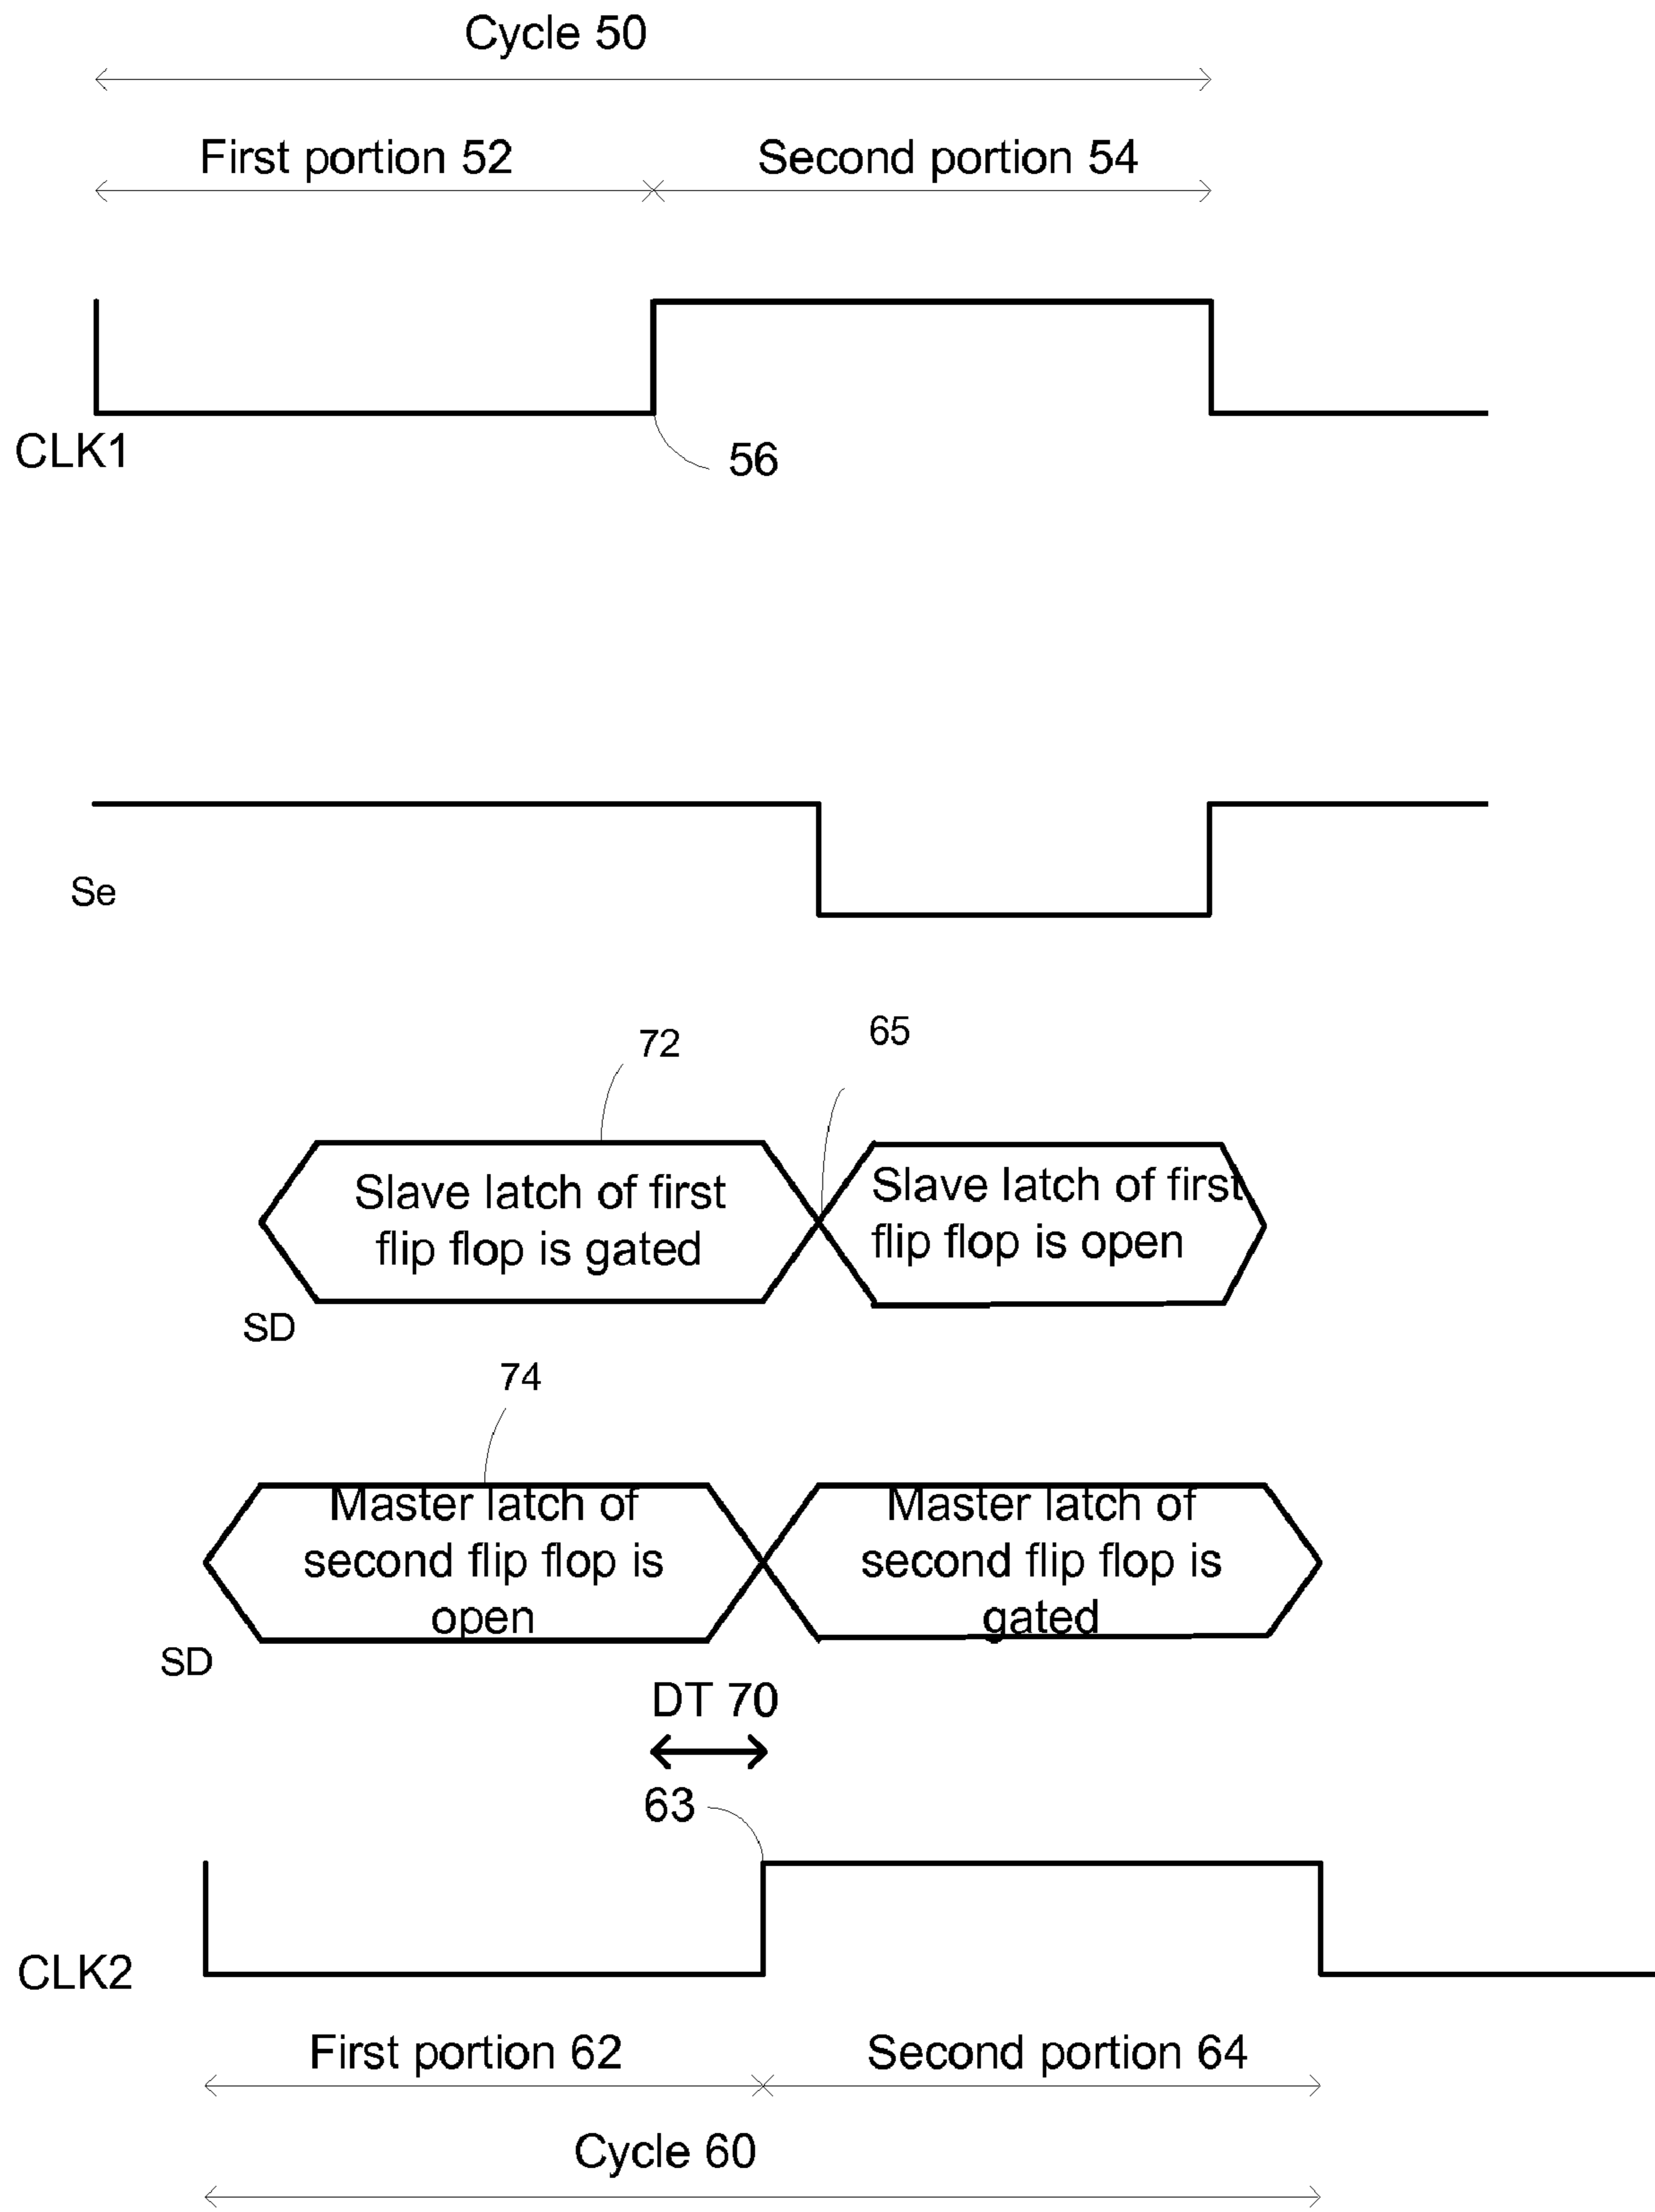 Cycle 50
First portion 52
Second portion 54
CLK1
56
Se
72
65
Slave latch of first
flip flop is gated
Slave latch of first
flip flop is open
SD
74
Master latch of
second flip flop is
open
Master latch of
second flip flop is
gated
SD
DT 70
63
CLK2
First portion 62
Second portion 64
Cycle 60